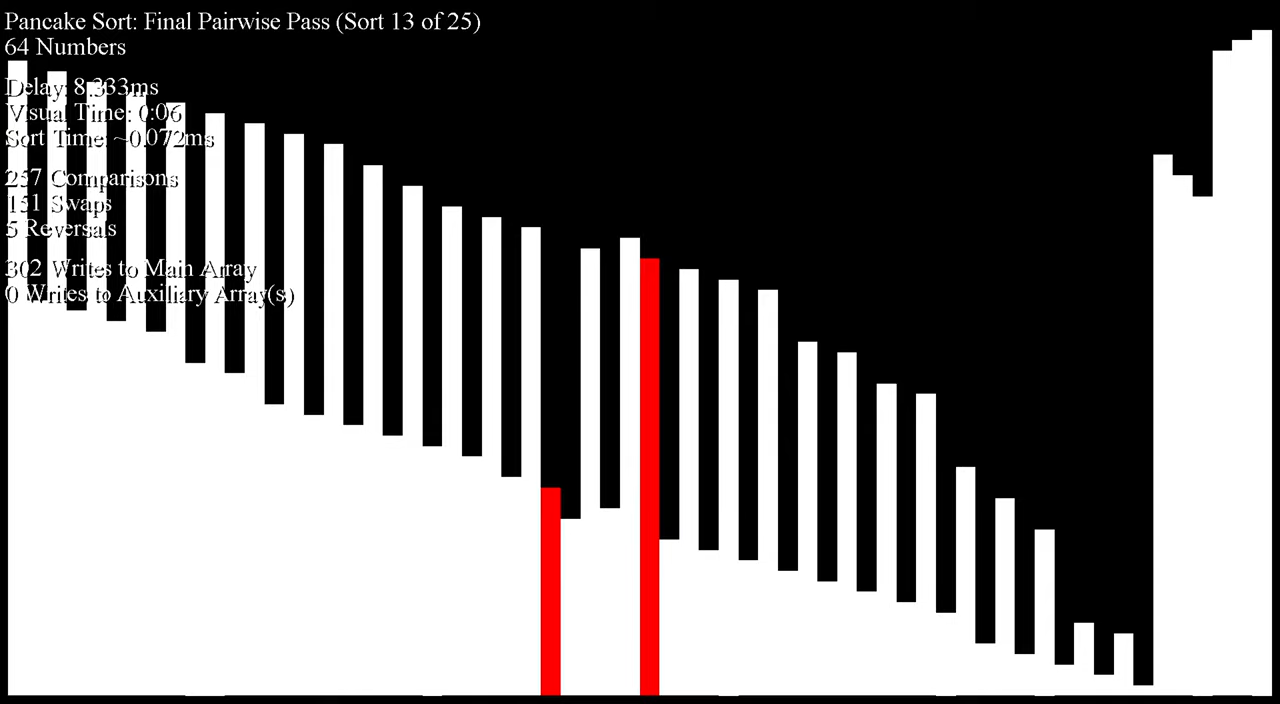 Pancake Sort: Final Pairwise Pass (Sort 13 of 25)
64 Numbers
Delay: 8.333ms
Visual Time: 0:06
Sort Time: ~0.072ms
257 Comparisons
151 Swaps
5 Reversals
302 Writes to Main Array
0 Writes to Auxiliary Array(s)